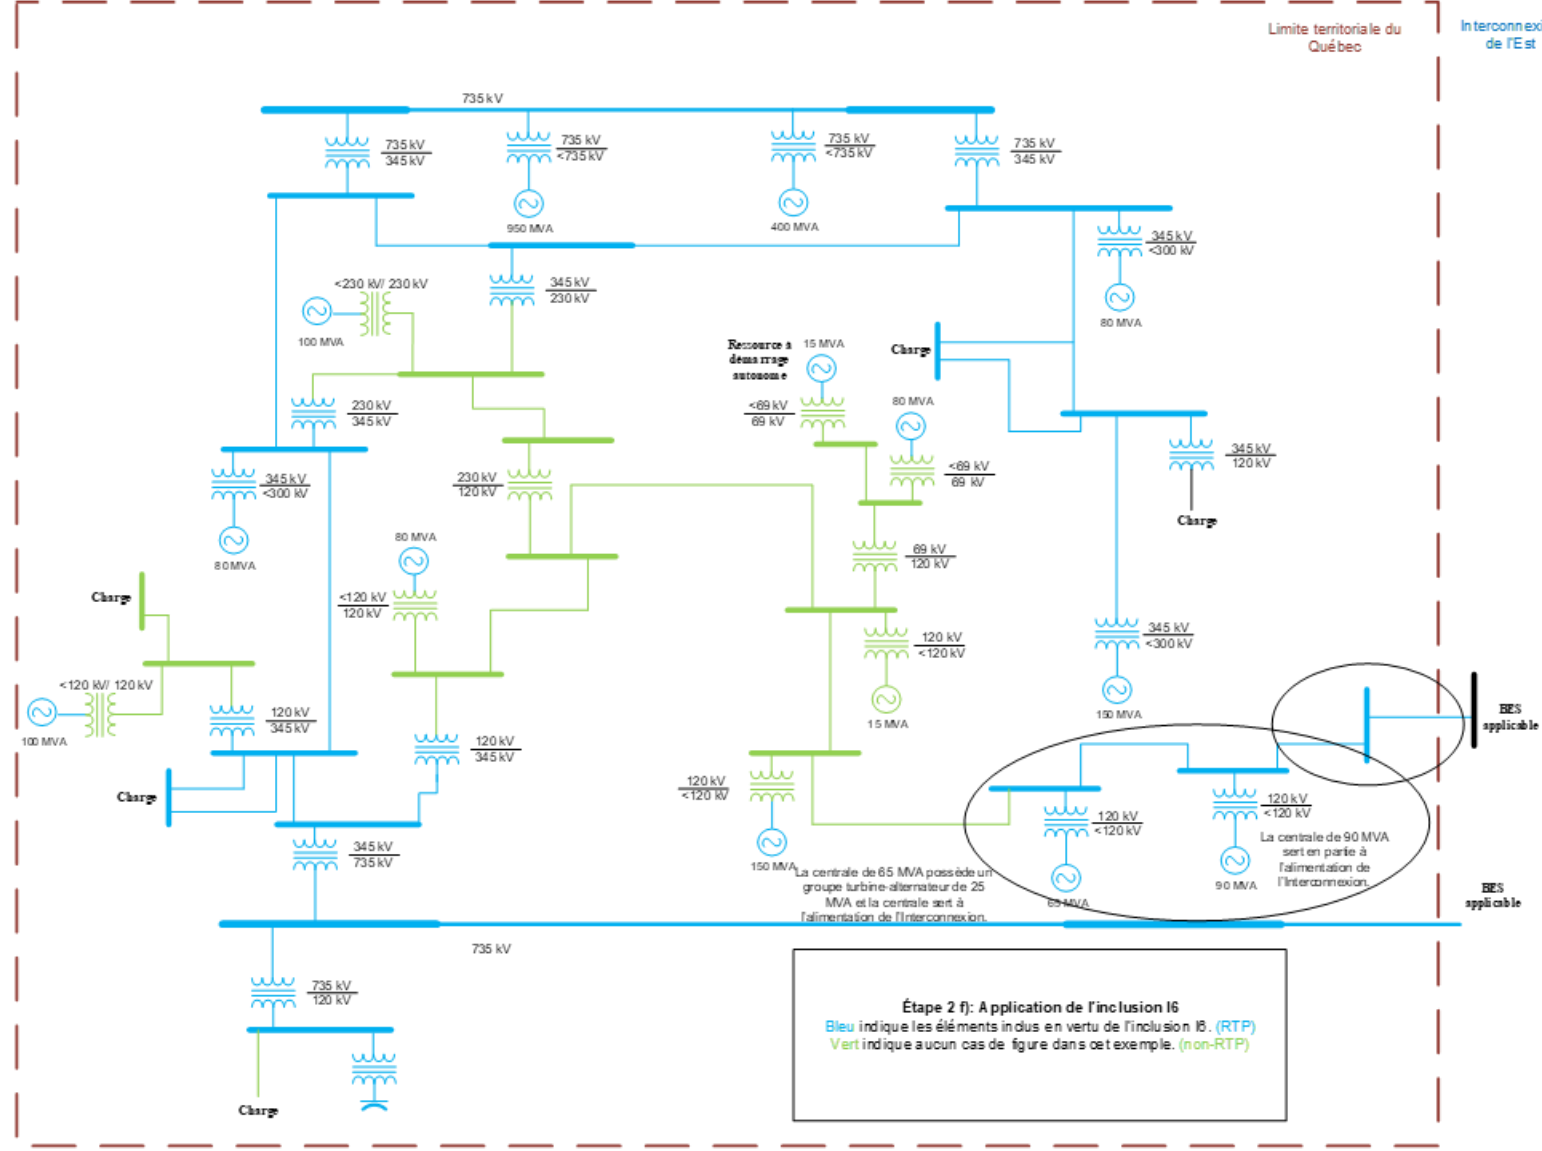 Limite territoriale du
Québec
Interconnexi
de l'Est
735 kV
735 kV
345 kV
735 kV
<735 kV
735 kV
<735 kV
735 kV
345 kV
950 MVA
400 MVA
345 kV
<300 kV
80 MVA
<230 kV/ 230 kV
100 MVA
345 kV
230 kV
Ressource à
démarrage
autonome
15 MVA
Charge
<69 kV
69 kV
80 MVA
230 kV
345 kV
345 kV
120 kV
Charge
345 kV
<300 kV
80 MVA
230 kV
120 kV
<69 kV
69 kV
80 MVA
69 kV
120 kV
Charge
<120 kV
120 kV
120 kV
<120 kV
15 MVA
345 kV
<300 kV
150 MVA
<120 kV/ 120 kV
100 MVA
120 kV
345 kV
120 kV
345 kV
BES
applicable
Charge
120 kV
<120 kV
150 MVA
120 kV
<120 kV
65 MVA
120 kV
<120 kV
90 MVA
La centrale de 90 MVA
sert en partie à
l'alimentation de
l'Interconnexion.
345 kV
735 kV
La centrale de 65 MVA possède un
groupe turbine-alternateur de 25
MVA et la centrale sert à
l'alimentation de l'Interconnexion.
BES
applicable
735 kV
735 kV
120 kV
Charge
Étape 2 f): Application de l'inclusion I6
Bleu indique les éléments inclus en vertu de l'inclusion I6. (RTP)
Vert indique aucun cas de figure dans cet exemple. (non-RTP)